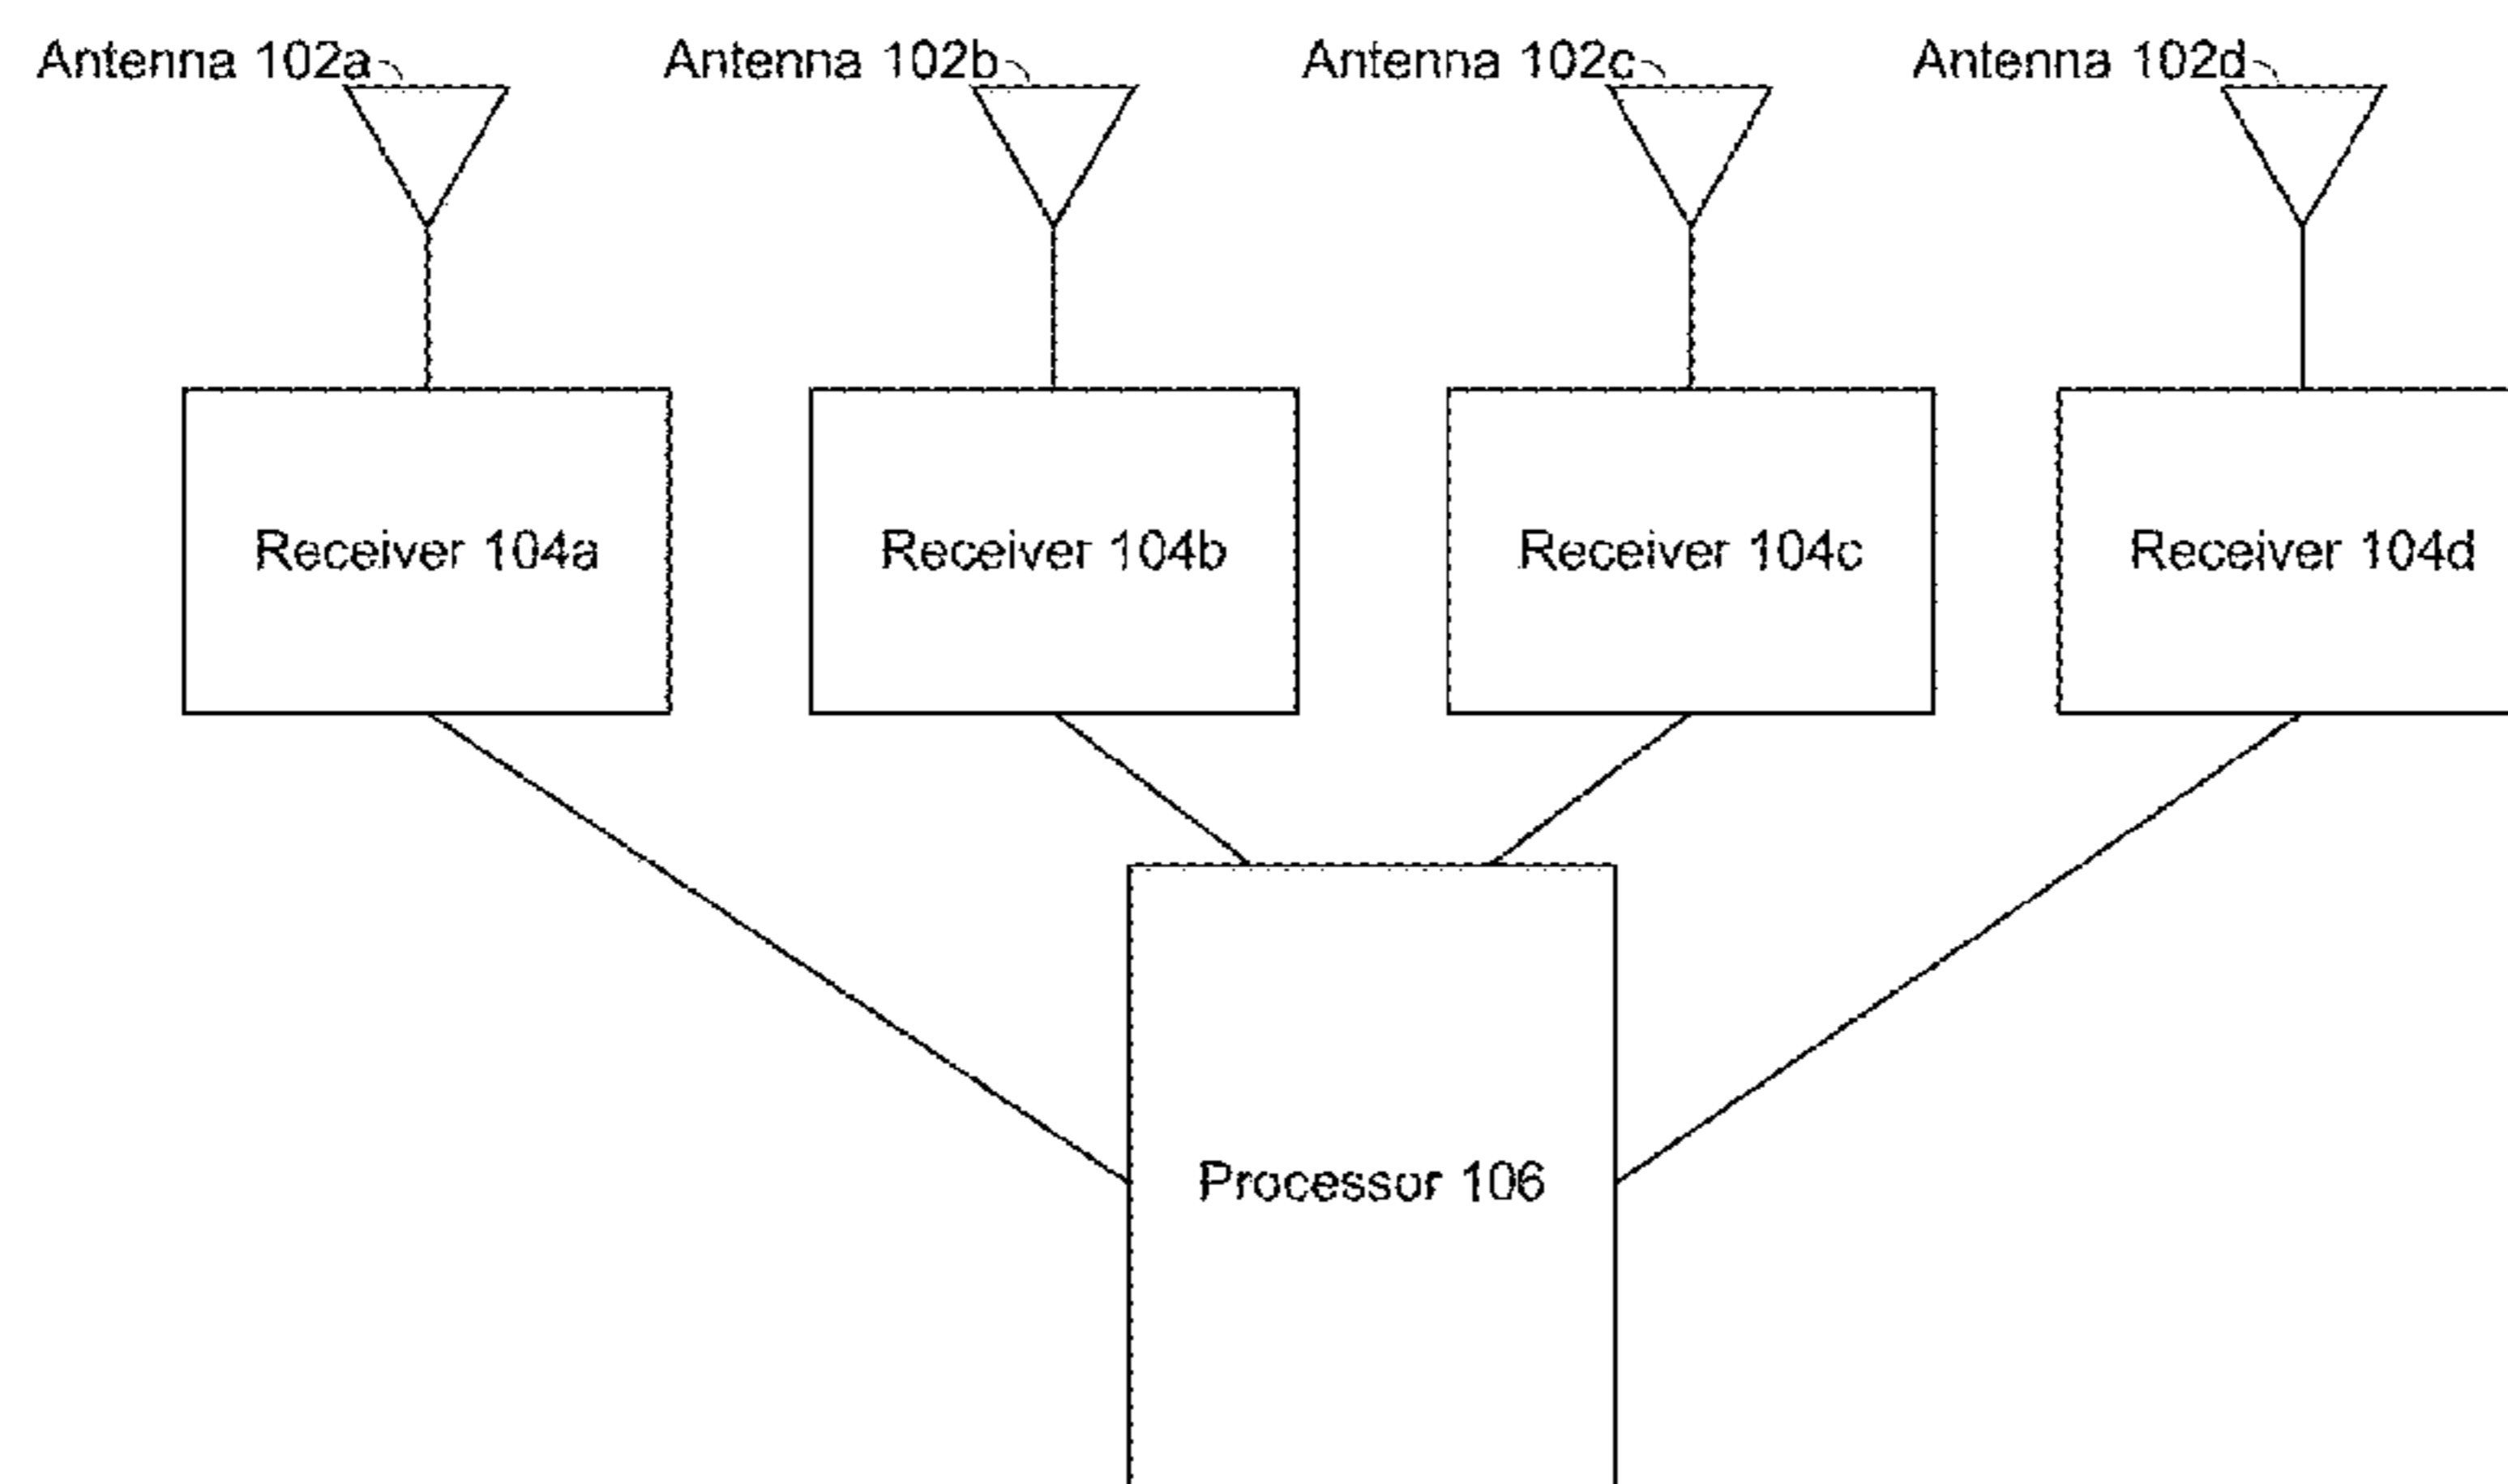 Antenna 102a
Antenna 102b
Antenna 102c
Antenna 102d
Receiver 104a
Receiver 104b
Receiver 104c
Receiver 104d
Processor 106